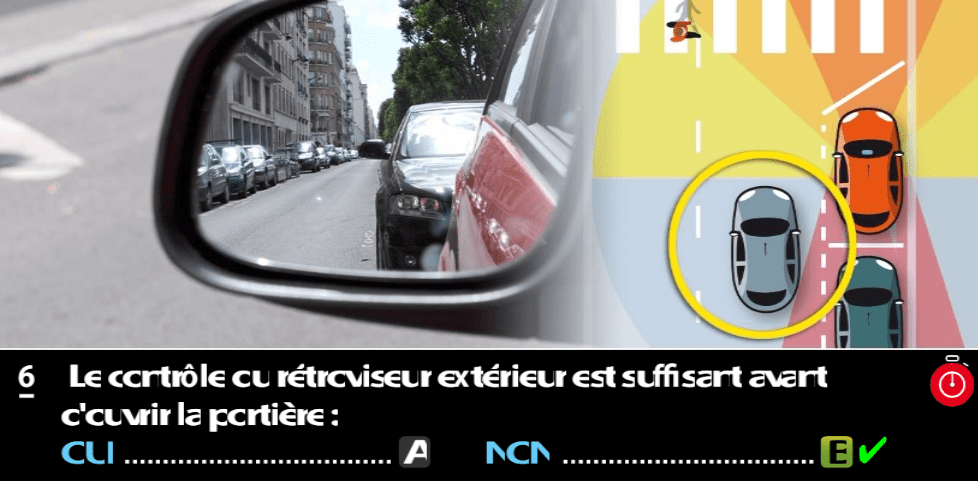 6 Le contrôle du rétroviseur extérieur est suffisant avant
d'ouvrir la portière :
OUI ................................... A NON ................................. B ✔